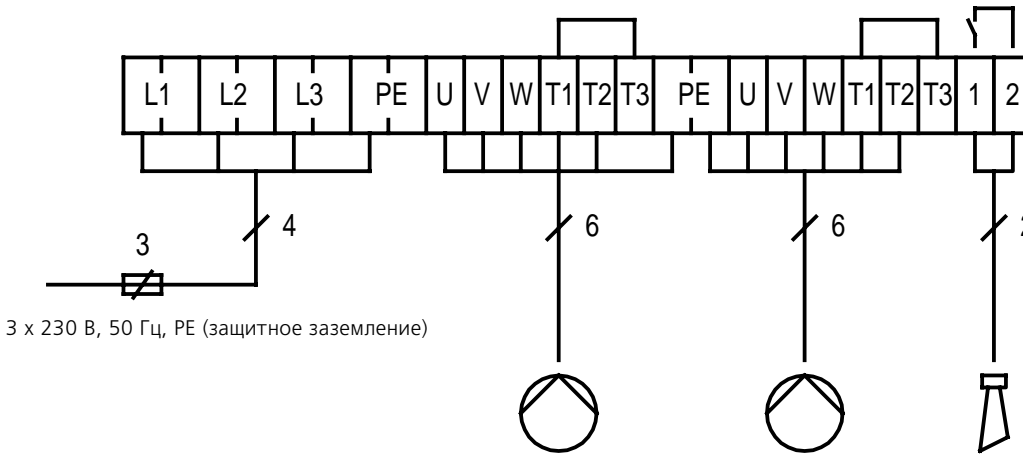 L1 L2 L3 PE U V W T1 T2 T3 PE U V W T1 T2 T3 1 2
4 6 6
3
3 x 230 В, 50 Гц, PE (защитное заземление)